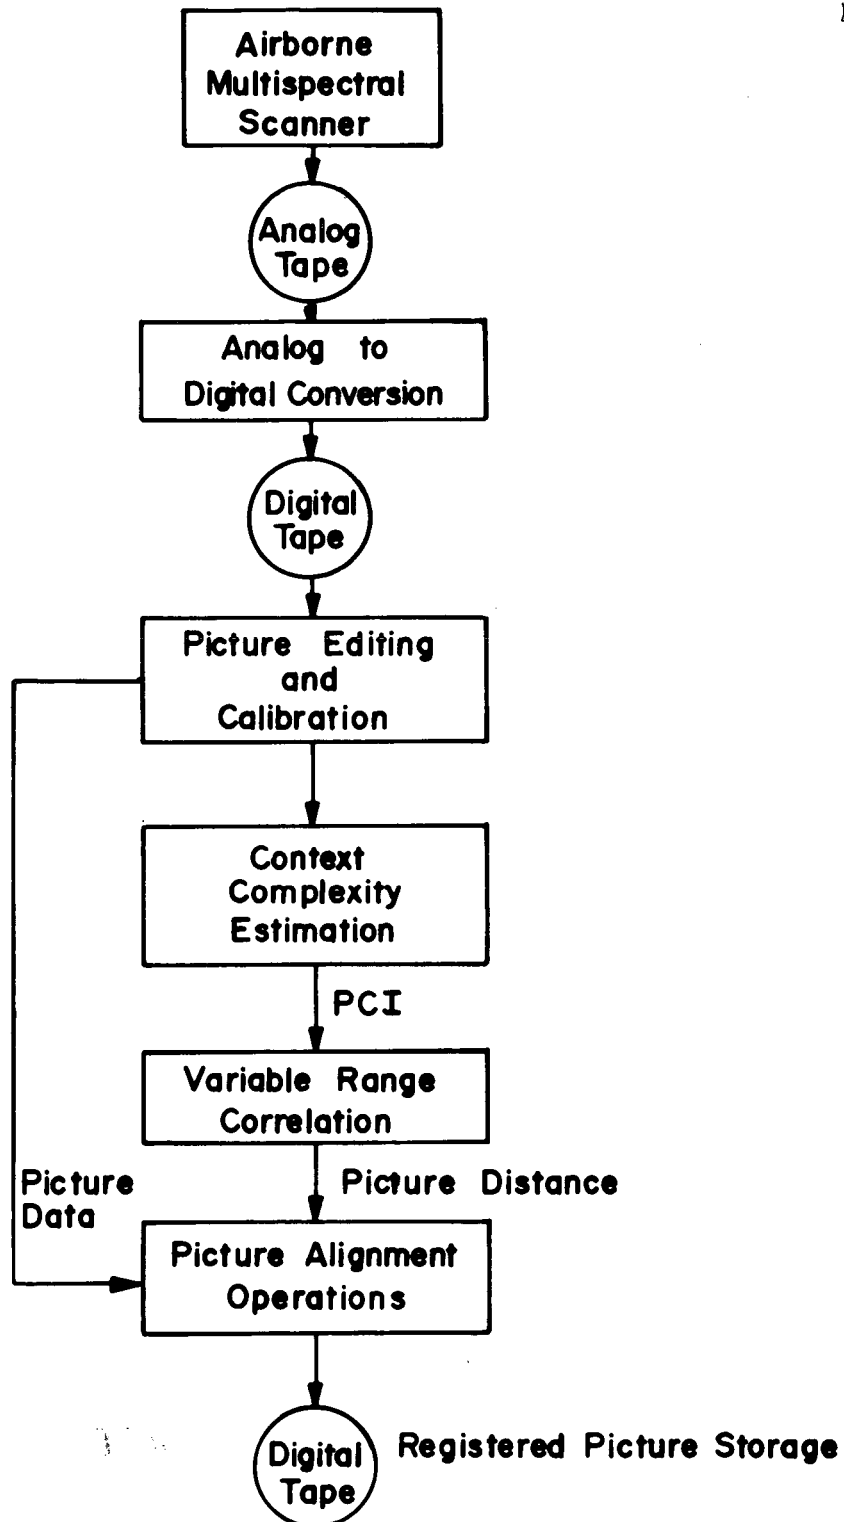 Airborne
Multispectral
Scanner
Analog
Tape
Analog to
Digital Conversion
Digital
Tape
Picture Editing
and
Calibration
Context
Complexity
Estimation
PCI
Variable Range
Correlation
Picture
Data
Picture Distance
Picture Alignment
Operations
Digital
Tape
Registered Picture Storage